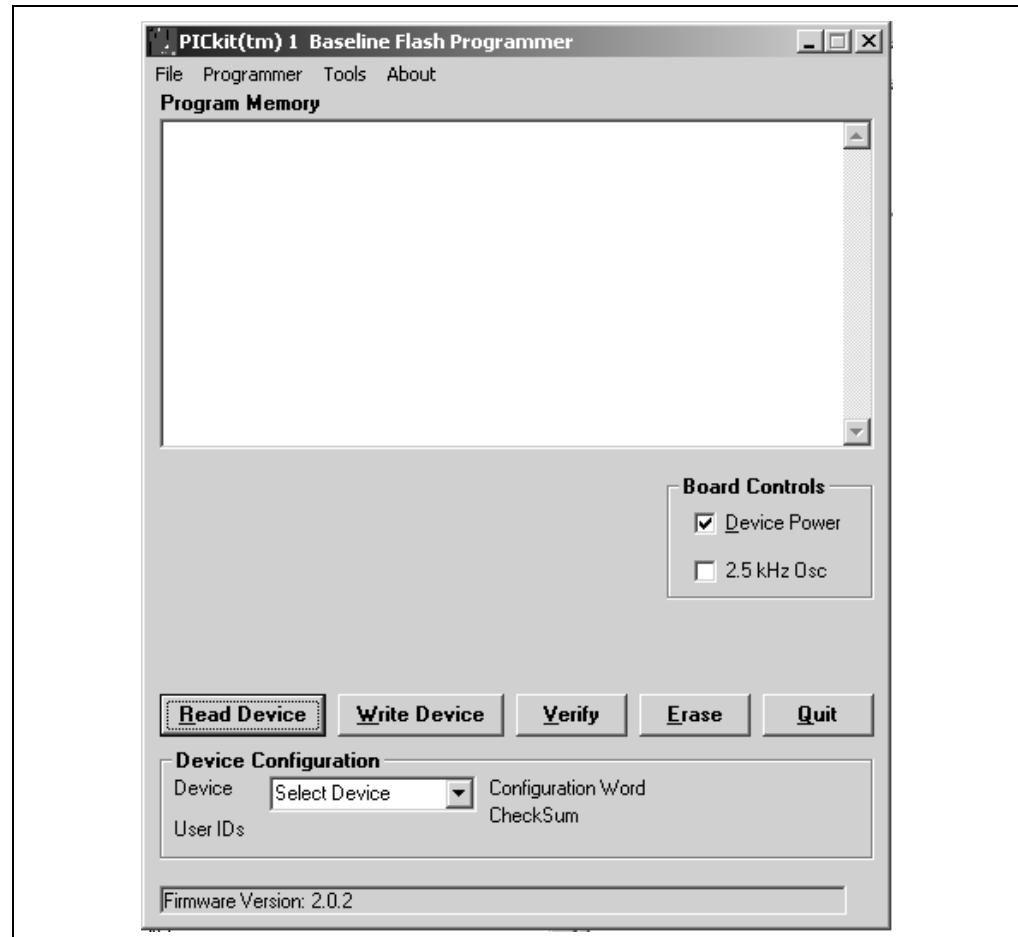 PICkit(tm) 1 Baseline Flash Programmer
File Programmer Tools About
Program Memory
Board Controls
Device Power
2.5 kHz Osc
Read Device Write Device Verify Erase Quit
Device Configuration
Device Select Device Configuration Word
CheckSum
User IDs
Firmware Version: 2.0.2